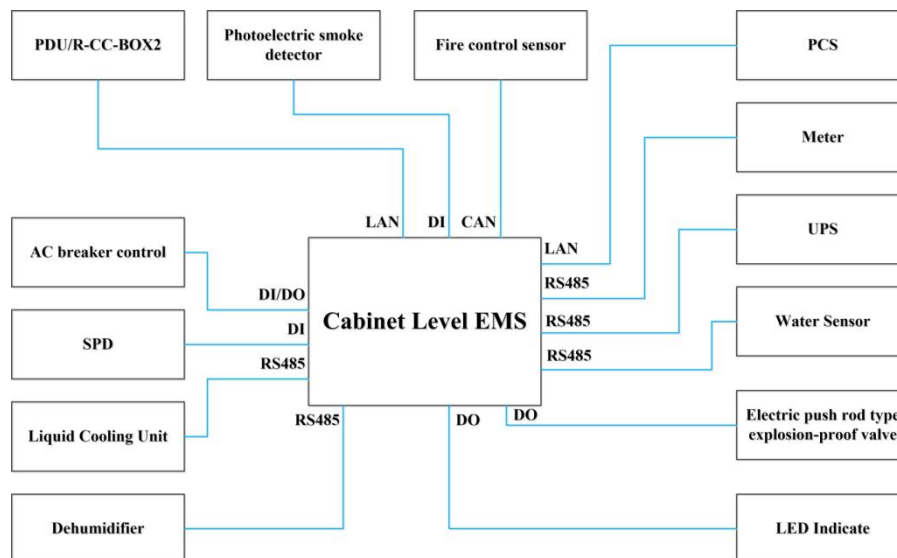 PDU/R-CC-BOX2
Photoelectric smoke
detector
Fire control sensor
PCS
Meter
UPS
Water Sensor
Electric push rod type
explosion-proof valve
LED Indicate
AC breaker control
SPD
Liquid Cooling Unit
Dehumidifier
LAN
DI
CAN
LAN
RS485
RS485
RS485
DI/DO
DI
RS485
RS485
DO
DO
Cabinet Level EMS